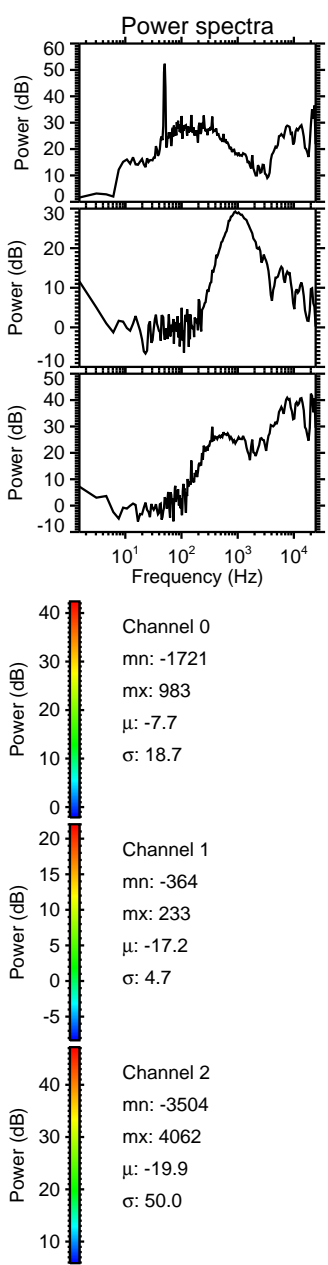 Power spectra
60
50
40
30
20
10
0
Power (dB)
30
20
10
0
-10
Power (dB)
50
40
30
20
10
0
-10
Power (dB)
10¹ 10² 10³ 10⁴
Frequency (Hz)
40
30
20
10
0
Power (dB)
Channel 0
mn: -1721
mx: 983
μ: -7.7
σ: 18.7
20
15
10
5
0
-5
Power (dB)
Channel 1
mn: -364
mx: 233
μ: -17.2
σ: 4.7
40
30
20
10
Power (dB)
Channel 2
mn: -3504
mx: 4062
μ: -19.9
σ: 50.0